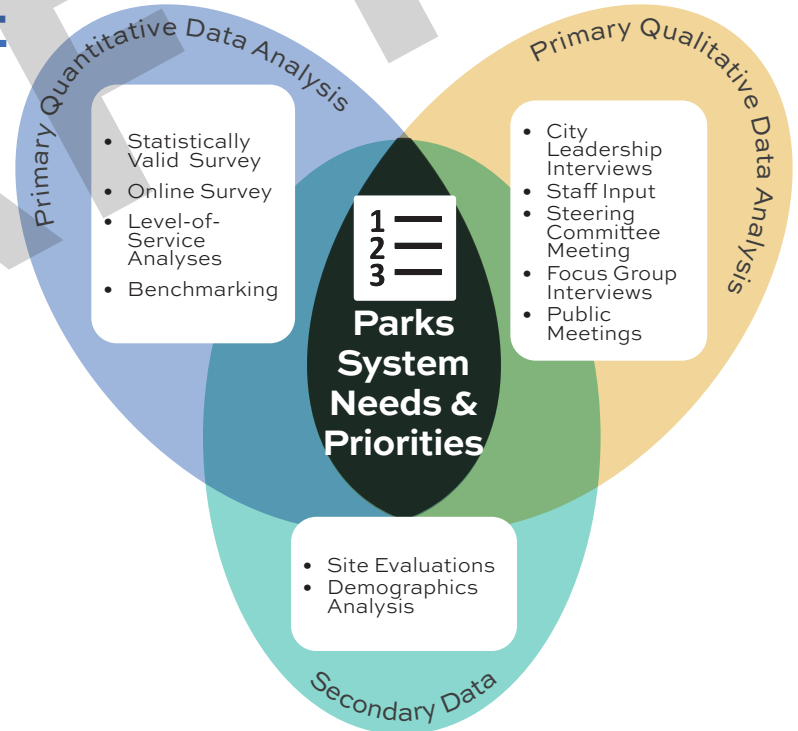 Primary Quantitative Data Analysis
• Statistically
Valid Survey
• Online Survey
• Level-of-
Service
Analyses
• Benchmarking
Primary Qualitative Data Analysis
• City
Leadership
Interviews
• Staff Input
• Steering
Committee
Meeting
• Focus Group
Interviews
• Public
Meetings
1
2
3
Parks
System
Needs &
Priorities
• Site Evaluations
• Demographics
Analysis
Secondary Data